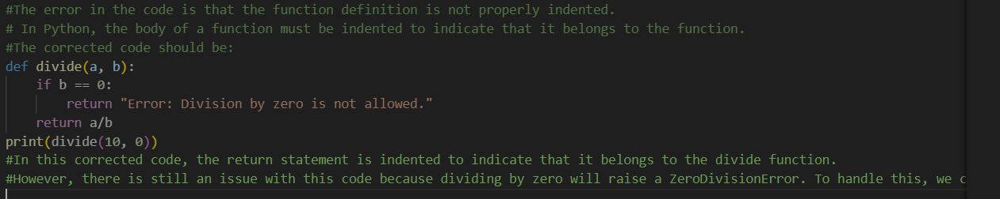 #The error in the code is that the function definition is not properly indented.
# In Python, the body of a function must be indented to indicate that it belongs to the function.
#The corrected code should be:
def divide(a, b):
    if b == 0:
        return "Error: Division by zero is not allowed."
    return a/b
print(divide(10, 0))
#In this corrected code, the return statement is indented to indicate that it belongs to the divide function.
#However, there is still an issue with this code because dividing by zero will raise a ZeroDivisionError. To handle this, we c